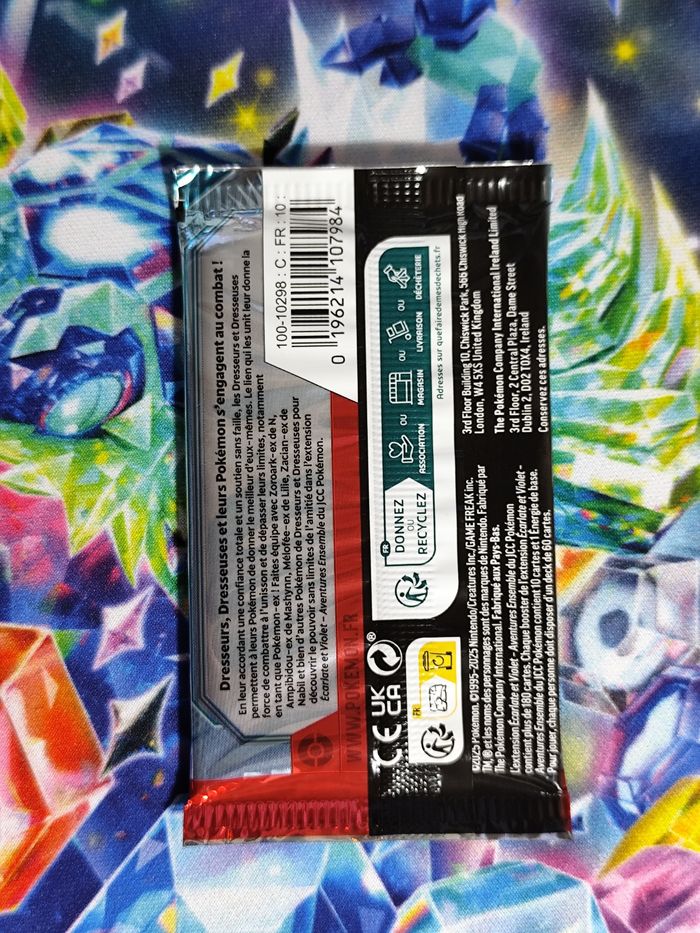 Dresseurs, Dresseuses et leurs Pokémon s'engagent au combat !
En leur accordant une confiance totale et un soutien sans faille, les Dresseurs et Dresseuses
permettent à leurs Pokémon de donner le meilleur d'eux-mêmes. Le lien qui les unit leur donne la
force de combattre à l'unisson et de dépasser leurs limites, notamment
en tant que Pokémon-ex ! Faites équipe avec Zoroark-ex de N,
Ampibidou-ex de Mashynn, Mélofée-ex de Lilie, Zacian-ex de
Nabil et bien d'autres Pokémon de Dresseurs et Dresseuses pour
découvrir le pouvoir sans limites de l'amitié dans l'extension
Écarlate et Violet – Aventures Ensemble du JCC Pokémon.
100-10298 : C : FR : 10 :
0 196214 107984
WWW.POKEMON.FR
CE UK
CA
®
FR
DONNEZ
OU
RECYCLEZ
ASSOCIATION
OU
MAGASIN
OU
LIVRAISON
OU
DÉCHÈTERIE
Adresses sur quefairedemesdechets.fr
FR
©2025 Pokémon. ©1995-2025 Nintendo/Creatures Inc./GAME FREAK inc.
TM, ® et les noms des personnages sont des marques de Nintendo. Fabriqué par
The Pokémon Company International. Fabriqué aux Pays-Bas.
L'extension Écarlate et Violet – Aventures Ensemble du JCC Pokémon
contient plus de 180 cartes. Chaque booster de l'extension Écarlate et Violet –
Aventures Ensemble du JCC Pokémon contient 10 cartes et 1 Énergie de base.
Pour jouer, chaque personne doit disposer d'un deck de 60 cartes.
3rd Floor Building 10, Chiswick Park, 566 Chiswick High Road
London, W4 5XS United Kingdom
The Pokémon Company International Ireland Limited
3rd Floor, 2 Central Plaza, Dame Street
Dublin 2, D02 T0X4, Ireland
Conservez ces adresses.